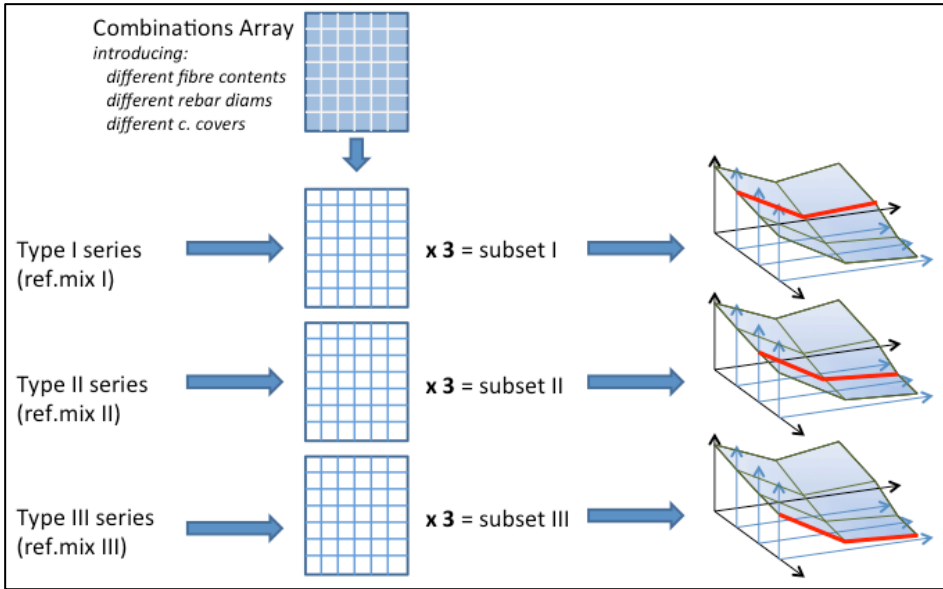 Combinations Array
introducing:
different fibre contents
different rebar diams
different c. covers
Type I series
(ref.mix I)
x 3 = subset I
Type II series
(ref.mix II)
x 3 = subset II
Type III series
(ref.mix III)
x 3 = subset III